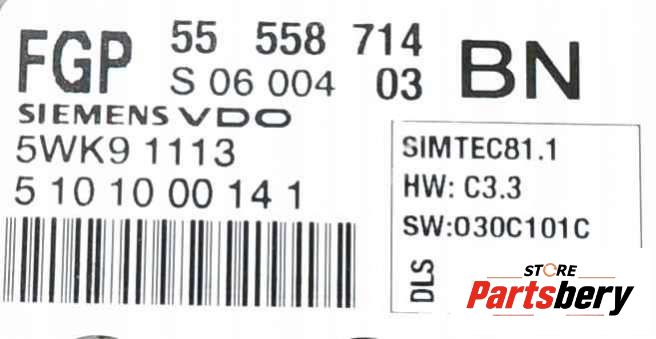 FGP 55 558 714 BN
S 06 004 03
SIEMENS VDO
5WK9 1113
5 10 10 00 14 1
SIMTEC81.1
HW: C3.3
SW:030C101C
DLS
STORE
Partsbery